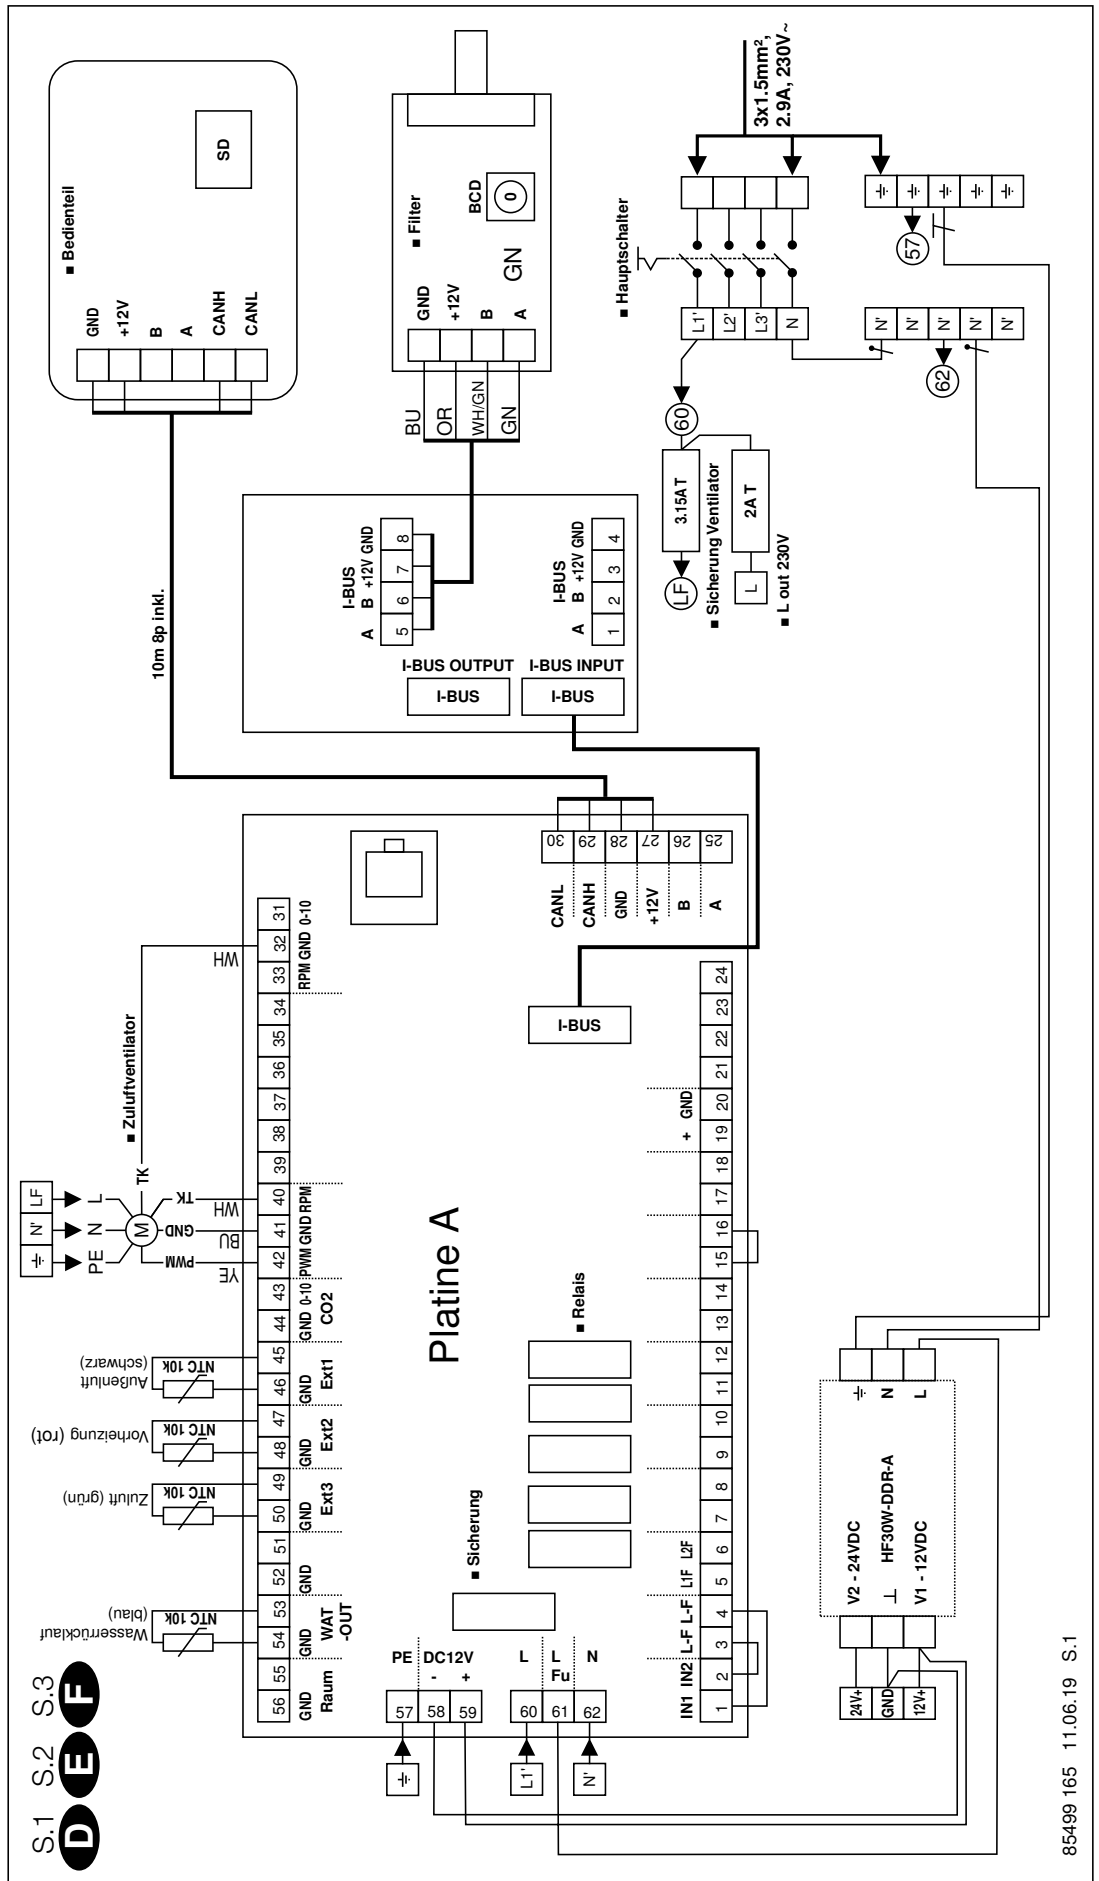 S.1 S.2 S.3
D E F
Wasserrücklauf
(blau)
NTC 10k
Zuluft (grün)
NTC 10k
Vorheizung (rot)
NTC 10k
Außenluft
(schwarz)
NTC 10k
⏚ N' LF
PE N L
M
PWM GND TK TK
YE BU WH WH
■ Zuluftventilator
56 55 54 53 52 51 50 49 48 47 46 45 44 43 42 41 40 39 38 37 36 35 34 33 32 31
GND GND GND GND GND GND GND 0-10 PWM GND RPM RPM GND 0-10
Raum WAT
-OUT Ext3 Ext2 Ext1 CO2
Platine A
■ Sicherung
■ Relais
PE DC12V L L N
- + Fu
57 58 59 60 61 62
⏚ L1' N'
I-BUS
IN1 IN2 L-F L-F L1F L2F + GND
1 2 3 4 5 6 7 8 9 10 11 12 13 14 15 16 17 18 19 20 21 22 23 24
CANL
CANH
GND
+12V
B
A
30 29 28 27 26 25
10m 8p inkl.
■ Bedienteil
GND
+12V
B
A
CANH
CANL
SD
I-BUS OUTPUT
I-BUS
I-BUS INPUT
I-BUS
I-BUS
A B +12V GND
5 6 7 8
I-BUS
A B +12V GND
1 2 3 4
BU
OR
WH/GN
GN
■ Filter
GND
+12V
B
A
GN
BCD
0
■ Hauptschalter
3x1.5mm²,
2.9A, 230V~
L1'
L2'
L3'
N
⏚ ⏚ ⏚ ⏚ ⏚
57
N' N' N' N' N'
62
60
LF
3.15A T
■ Sicherung Ventilator
L
2A T
■ L out 230V
V2 - 24VDC
⊥ HF30W-DDR-A
V1 - 12VDC
⏚
N
L
24V+
GND
12V+
85499 165 11.06.19 S.1